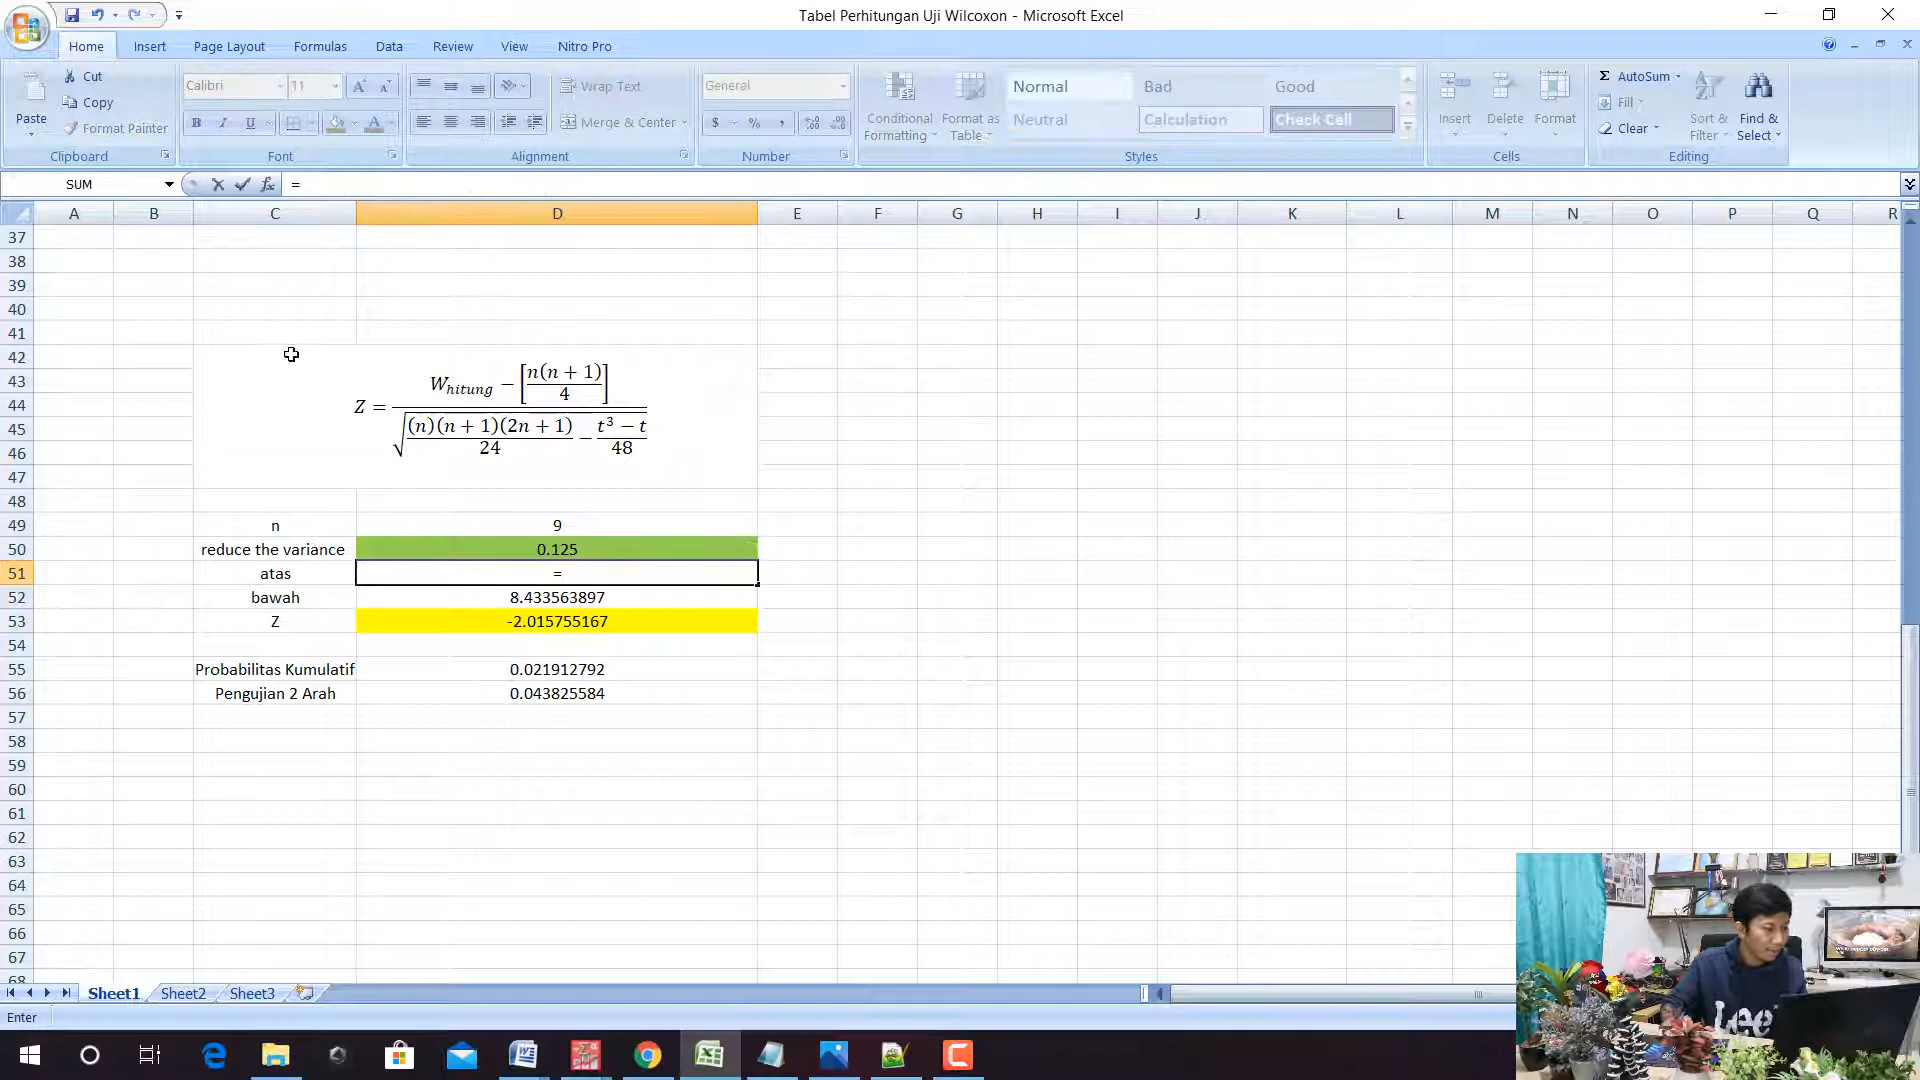 Tabel Perhitungan Uji Wilcoxon - Microsoft Excel
Home Insert Page Layout Formulas Data Review View Nitro Pro
Paste
Cut
Copy
Format Painter
Clipboard
Calibri 11
B I U
Font
Wrap Text
Merge & Center
Alignment
General
$ % ,
Number
Conditional Formatting
Format as Table
Normal Bad Good
Neutral Calculation Check Cell
Styles
Insert Delete Format
Cells
Σ AutoSum
Fill
Clear
Sort & Filter
Find & Select
Editing
SUM fx =
A B C D E F G H I J K L M N O P Q R
37
38
39
40
41
42
43
44
45
46
47
Z = W_hitung − [n(n + 1)/4] / √((n)(n + 1)(2n + 1)/24 − t³ − t/48)
48
49 n 9
50 reduce the variance 0.125
51 atas =
52 bawah 8.433563897
53 Z -2.015755167
54
55 Probabilitas Kumulatif 0.021912792
56 Pengujian 2 Arah 0.043825584
57
58
59
60
61
62
63
64
65
66
67
68
Sheet1 Sheet2 Sheet3
Enter
Lee